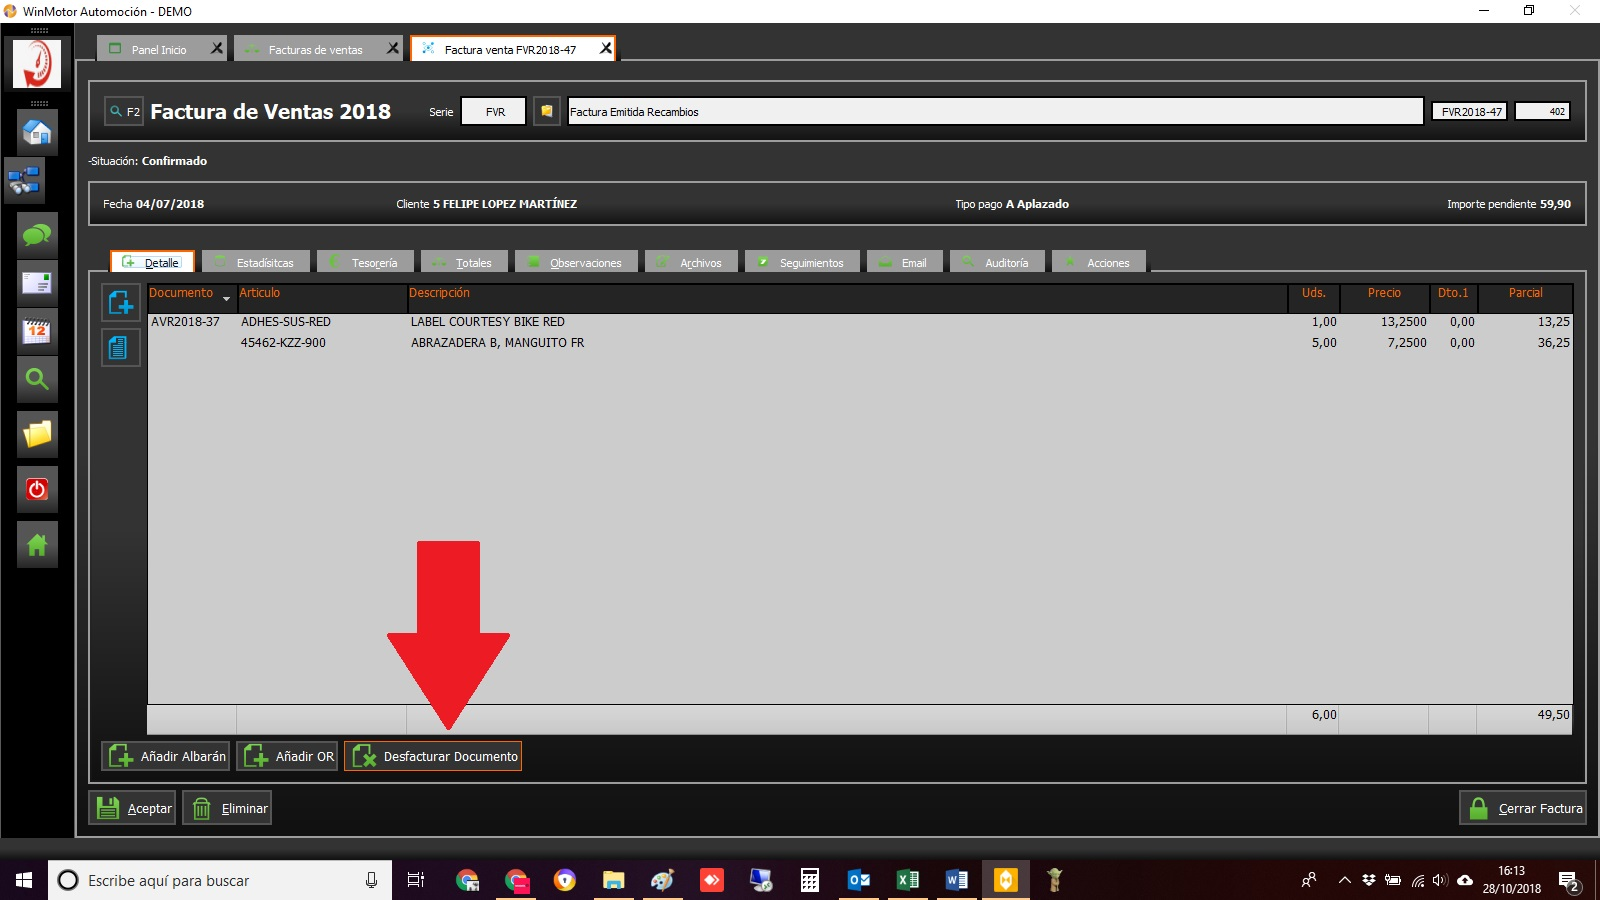 WinMotor Automoción - DEMO
Panel Inicio
Facturas de ventas
Factura venta FVR2018-47
F2 Factura de Ventas 2018 Serie FVR Factura Emitida Recambios FVR2018-47 402
-Situación: Confirmado
Fecha 04/07/2018 Cliente 5 FELIPE LOPEZ MARTÍNEZ Tipo pago A Aplazado Importe pendiente 59,90
Detalle Estadísitcas Tesorería Totales Observaciones Archivos Seguimientos Email Auditoría Acciones
Documento Articulo Descripción Uds. Precio Dto.1 Parcial
AVR2018-37 ADHES-SUS-RED LABEL COURTESY BIKE RED 1,00 13,2500 0,00 13,25
45462-KZZ-900 ABRAZADERA B, MANGUITO FR 5,00 7,2500 0,00 36,25
6,00 49,50
Añadir Albarán Añadir OR Desfacturar Documento
Aceptar Eliminar Cerrar Factura
12
Escribe aquí para buscar
16:13
28/10/2018
2